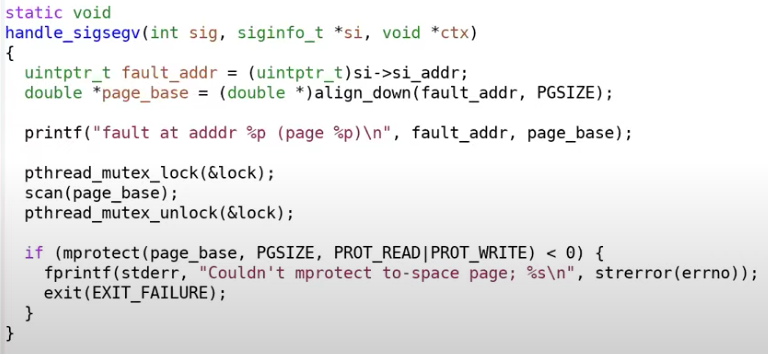 static void
handle_sigsegv(int sig, siginfo_t *si, void *ctx)
{
  uintptr_t fault_addr = (uintptr_t)si->si_addr;
  double *page_base = (double *)align_down(fault_addr, PGSIZE);

  printf("fault at adddr %p (page %p)\n", fault_addr, page_base);

  pthread_mutex_lock(&lock);
  scan(page_base);
  pthread_mutex_unlock(&lock);

  if (mprotect(page_base, PGSIZE, PROT_READ|PROT_WRITE) < 0) {
    fprintf(stderr, "Couldn't mprotect to-space page; %s\n", strerror(errno));
    exit(EXIT_FAILURE);
  }
}